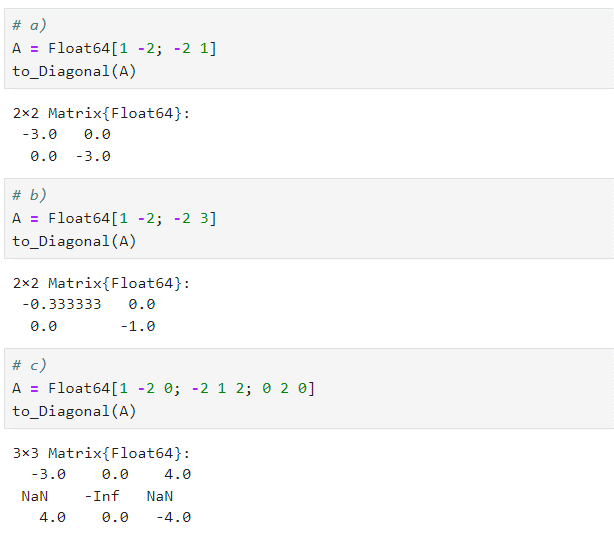 # a)
A = Float64[1 -2; -2 1]
to_Diagonal(A)
2×2 Matrix{Float64}:
 -3.0   0.0
  0.0  -3.0
# b)
A = Float64[1 -2; -2 3]
to_Diagonal(A)
2×2 Matrix{Float64}:
 -0.333333   0.0
  0.0       -1.0
# c)
A = Float64[1 -2 0; -2 1 2; 0 2 0]
to_Diagonal(A)
3×3 Matrix{Float64}:
  -3.0    0.0    4.0
 NaN    -Inf   NaN
   4.0    0.0   -4.0